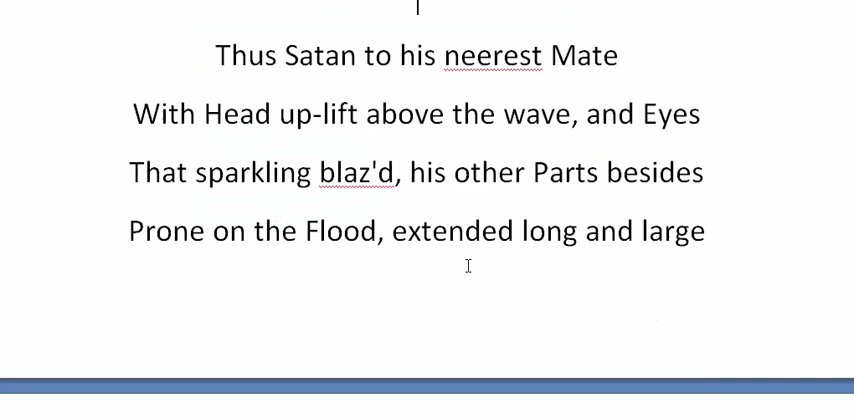 Thus Satan to his neerest Mate
With Head up-lift above the wave, and Eyes
That sparkling blaz'd, his other Parts besides
Prone on the Flood, extended long and large